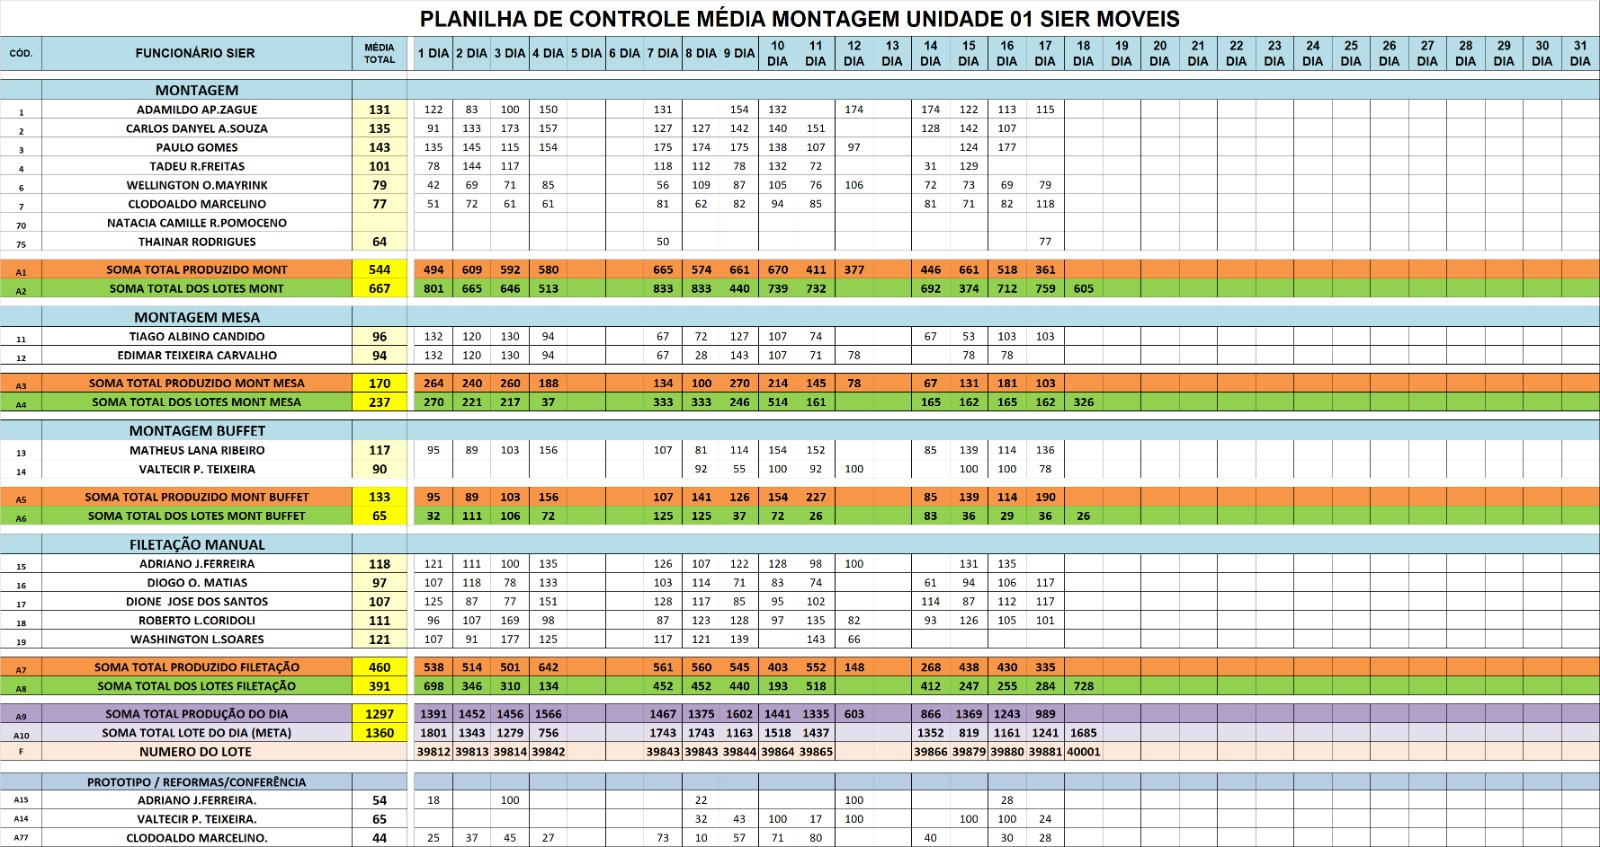 PLANILHA DE CONTROLE MÉDIA MONTAGEM UNIDADE 01 SIER MOVEIS
CÓD. FUNCIONÁRIO SIER MÉDIA TOTAL 1 DIA 2 DIA 3 DIA 4 DIA 5 DIA 6 DIA 7 DIA 8 DIA 9 DIA 10 DIA 11 DIA 12 DIA 13 DIA 14 DIA 15 DIA 16 DIA 17 DIA 18 DIA 19 DIA 20 DIA 21 DIA 22 DIA 23 DIA 24 DIA 25 DIA 26 DIA 27 DIA 28 DIA 29 DIA 30 DIA 31 DIA
MONTAGEM
1 ADAMILDO AP.ZAGUE 131 122 83 100 150 131 154 132 174 174 122 113 115
2 CARLOS DANYEL A.SOUZA 135 91 133 173 157 127 127 142 140 151 128 142 107
3 PAULO GOMES 143 135 145 115 154 175 174 175 138 107 97 124 177
4 TADEU R.FREITAS 101 78 144 117 118 112 78 132 72 31 129
6 WELLINGTON O.MAYRINK 79 42 69 71 85 56 109 87 105 76 106 72 73 69 79
7 CLODOALDO MARCELINO 77 51 72 61 61 81 62 82 94 85 81 71 82 118
70 NATACIA CAMILLE R.POMOCENO
75 THAINAR RODRIGUES 64 50 77
A1 SOMA TOTAL PRODUZIDO MONT 544 494 609 592 580 665 574 661 670 411 377 446 661 518 361
A2 SOMA TOTAL DOS LOTES MONT 667 801 665 646 513 833 833 440 739 732 692 374 712 759 605
MONTAGEM MESA
11 TIAGO ALBINO CANDIDO 96 132 120 130 94 67 72 127 107 74 67 53 103 103
12 EDIMAR TEIXEIRA CARVALHO 94 132 120 130 94 67 28 143 107 71 78 78 78
A3 SOMA TOTAL PRODUZIDO MONT MESA 170 264 240 260 188 134 100 270 214 145 78 67 131 181 103
A4 SOMA TOTAL DOS LOTES MONT MESA 237 270 221 217 37 333 333 246 514 161 165 162 165 162 326
MONTAGEM BUFFET
13 MATHEUS LANA RIBEIRO 117 95 89 103 156 107 81 114 154 152 85 139 114 136
14 VALTECIR P. TEIXEIRA 90 92 55 100 92 100 100 100 78
A5 SOMA TOTAL PRODUZIDO MONT BUFFET 133 95 89 103 156 107 141 126 154 227 85 139 114 190
A6 SOMA TOTAL DOS LOTES MONT BUFFET 65 32 111 106 72 125 125 37 72 26 83 36 29 36 26
FILETAÇÃO MANUAL
15 ADRIANO J.FERREIRA 118 121 111 100 135 126 107 122 128 98 100 131 135
16 DIOGO O. MATIAS 97 107 118 78 133 103 114 71 83 74 61 94 106 117
17 DIONE JOSE DOS SANTOS 107 125 87 77 151 128 117 85 95 102 114 87 112 117
18 ROBERTO L.CORIDOLI 111 96 107 169 98 87 123 128 97 135 82 93 126 105 101
19 WASHINGTON L.SOARES 121 107 91 177 125 117 121 139 143 66
A7 SOMA TOTAL PRODUZIDO FILETAÇÃO 460 538 514 501 642 561 560 545 403 552 148 268 438 430 335
A8 SOMA TOTAL DOS LOTES FILETAÇÃO 391 698 346 310 134 452 452 440 193 518 412 247 255 284 728
A9 SOMA TOTAL PRODUÇÃO DO DIA 1297 1391 1452 1456 1566 1467 1375 1602 1441 1335 603 866 1369 1243 989
A10 SOMA TOTAL LOTE DO DIA (META) 1360 1801 1343 1279 756 1743 1743 1163 1518 1437 1352 819 1161 1241 1685
F NUMERO DO LOTE 39812 39813 39814 39842 39843 39843 39844 39864 39865 39866 39879 39880 39881 40001
PROTOTIPO / REFORMAS/CONFERÊNCIA
A15 ADRIANO J.FERREIRA. 54 18 100 22 100 28
A14 VALTECIR P. TEIXEIRA. 65 32 43 100 17 100 100 100 24
A77 CLODOALDO MARCELINO. 44 25 37 45 27 73 10 57 71 80 40 30 28